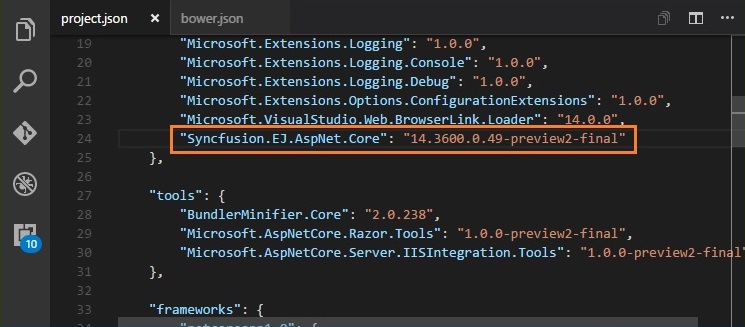 project.json × bower.json
19 "Microsoft.Extensions.Logging": "1.0.0",
20 "Microsoft.Extensions.Logging.Console": "1.0.0",
21 "Microsoft.Extensions.Logging.Debug": "1.0.0",
22 "Microsoft.Extensions.Options.ConfigurationExtensions": "1.0.0",
23 "Microsoft.VisualStudio.Web.BrowserLink.Loader": "14.0.0",
24 "Syncfusion.EJ.AspNet.Core": "14.3600.0.49-preview2-final"
25 },
26
27 "tools": {
28 "BundlerMinifier.Core": "2.0.238",
29 "Microsoft.AspNetCore.Razor.Tools": "1.0.0-preview2-final",
30 "Microsoft.AspNetCore.Server.IISIntegration.Tools": "1.0.0-preview2-final"
31 },
32
33 "frameworks": {
10